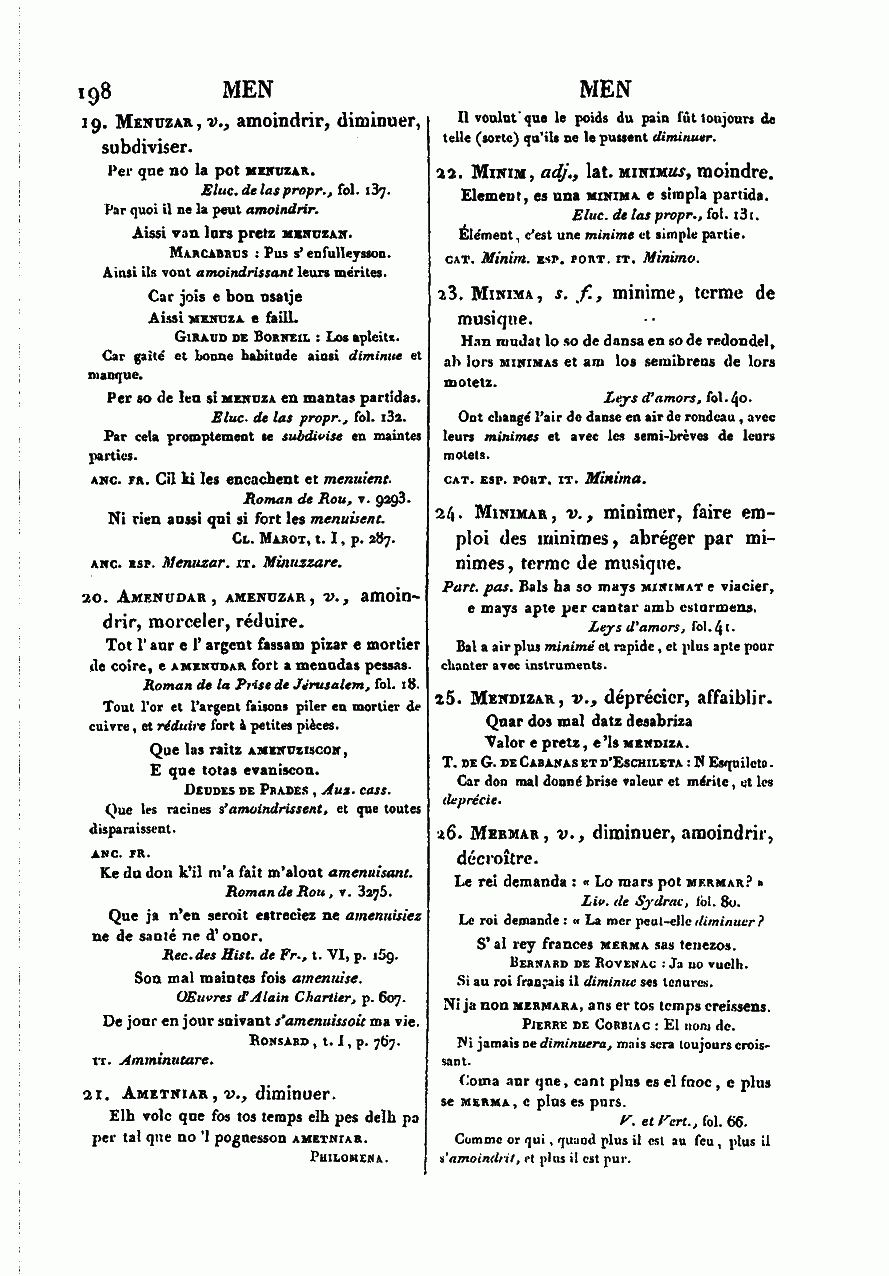 198 MEN MEN
19. MENUZAR, v., amoindrir, diminuer,
subdiviser.
Per que no la pot MENUZAR.
Eluc. de las propr., fol. 137.
Par quoi il ne la peut amoindrir.
Aissi van lurs pretz MENUZAN.
MARCABRUS : Pus s' enfulleysson.
Ainsi ils vont amoindrissant leurs mérites.
Car jois e bon usatje
Aissi MENUZA e faill.
GIRAUD DE BORNEIL : Los apleitz.
Car gaîté et bonne habitude ainsi diminue et
manque.
Per so de leu si MENUZA en mantas partidas.
Eluc. de las propr., fol. 132.
Par cela promptement se subdivise en maintes
parties.
ANC. FR. Cil ki les encachent et menuient.
Roman de Rou, v. 9293.
Ni rien aussi qui si fort les menuisent.
CL. MAROT, t. I, p. 287.
ANC. ESP. Menuzar. IT. Minuzzare.
20. AMENUDAR, AMENUZAR, v., amoin-
drir, morceler, réduire.
Tot l' aur e l' argent fassam pizar e mortier
de coire, e AMENUDAR fort a menudas pessas.
Roman de la Prise de Jérusalem, fol. 18.
Tout l'or et l'argent faisons piler en mortier de
cuivre, et réduire fort à petites pièces.
Que las raitz AMENUZISCON,
E que totas evaniscon.
DEUDES DE PRADES, Auz. cass.
Que les racines s'amoindrissent, et que toutes
disparaissent.
ANC. FR.
Ke du don k'il m'a fait m'alout amenuisant.
Roman de Rou, v. 3275.
Que ja n'en seroit estreciez ne amenuisiez
ne de santé ne d' onor.
Rec. des Hist. de Fr., t. VI, p. 159.
Son mal maintes fois amenuise.
OEuvres d'Alain Chartier, p. 607.
De jour en jour suivant s'amenuissoit ma vie.
RONSARD, t. I, p. 767.
IT. Amminutare.
21. AMETNIAR, v., diminuer.
Elh volc que fos tos temps elh pes delh pa
per tal que no 'l poguesson AMETNIAR.
PHILOMENA.
Il voulut que le poids du pain fût toujours de
telle (sorte) qu'ils ne le pussent diminuer.
22. MINIM, adj., lat. MINIMus, moindre.
Element, es una MINIMA e simpla partida.
Eluc. de las propr., fol. 131.
Élément, c'est une minime et simple partie.
CAT. Minim. ESP. PORT. IT. Minimo.
23. MINIMA, s. f., minime, terme de
musique.
Han mudat lo so de dansa en so de redondel,
ab lors MINIMAS et am los semibreus de lors
motetz.
Leys d'amors, fol. 40.
Ont changé l'air de danse en air de rondeau, avec
leurs minimes et avec les semi-brèves de leurs
motets.
CAT. ESP. PORT. IT. Minima.
24. MINIMAR, v., minimer, faire em-
ploi des minimes, abréger par mi-
nimes, terme de musique.
Part. pas. Bals ha so mays MINIMAT e viacier,
e mays apte per cantar amb esturmens.
Leys d'amors, fol. 41.
Bal a air plus minimé et rapide, et plus apte pour
chanter avec instruments.
25. MENDIZAR, v., déprécier, affaiblir.
Quar dos mal datz desabriza
Valor e pretz, e 'ls MENDIZA.
T. DE G. DE CABANAS ET D'ESCHILETA : N Esquileta.
Car don mal donné brise valeur et mérite, et les
deprécie.
26. MERMAR, v., diminuer, amoindrir,
décroître.
Le rei demanda : « Lo mars pot MERMAR? »
Liv. de Sydrac, fol. 80.
Le roi demande : « La mer peut-elle diminuer?
S' al rey frances MERMA sas tenezos.
BERNARD DE ROVENAC : Ja no vuelh.
Si au roi français il diminue ses tenures.
Ni ja non MERMARA, ans er tos temps creissens.
PIERRE DE CORBIAC : El nom de.
Ni jamais ne diminuera, mais sera toujours crois-
sant.
Coma aur que, cant plus es el fuoc, e plus
se MERMA, e plus es purs.
V. et Vert., fol. 66.
Comme or qui, quand plus il est au feu, plus il
s'amoindrit, et plus il est pur.